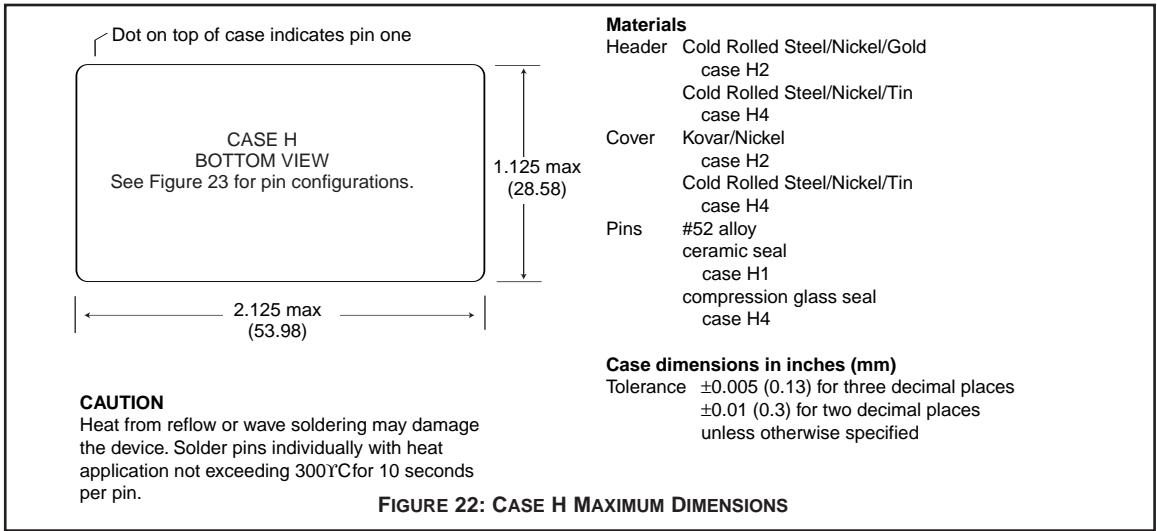 Dot on top of case indicates pin one
CASE H
BOTTOM VIEW
See Figure 23 for pin configurations.
1.125 max
(28.58)
2.125 max
(53.98)
CAUTION
Heat from reflow or wave soldering may damage
the device. Solder pins individually with heat
application not exceeding 300ϒCfor 10 seconds
per pin.
Materials
Header Cold Rolled Steel/Nickel/Gold
case H2
Cold Rolled Steel/Nickel/Tin
case H4
Cover Kovar/Nickel
case H2
Cold Rolled Steel/Nickel/Tin
case H4
Pins #52 alloy
ceramic seal
case H1
compression glass seal
case H4
Case dimensions in inches (mm)
Tolerance ±0.005 (0.13) for three decimal places
±0.01 (0.3) for two decimal places
unless otherwise specified
FIGURE 22: CASE H MAXIMUM DIMENSIONS